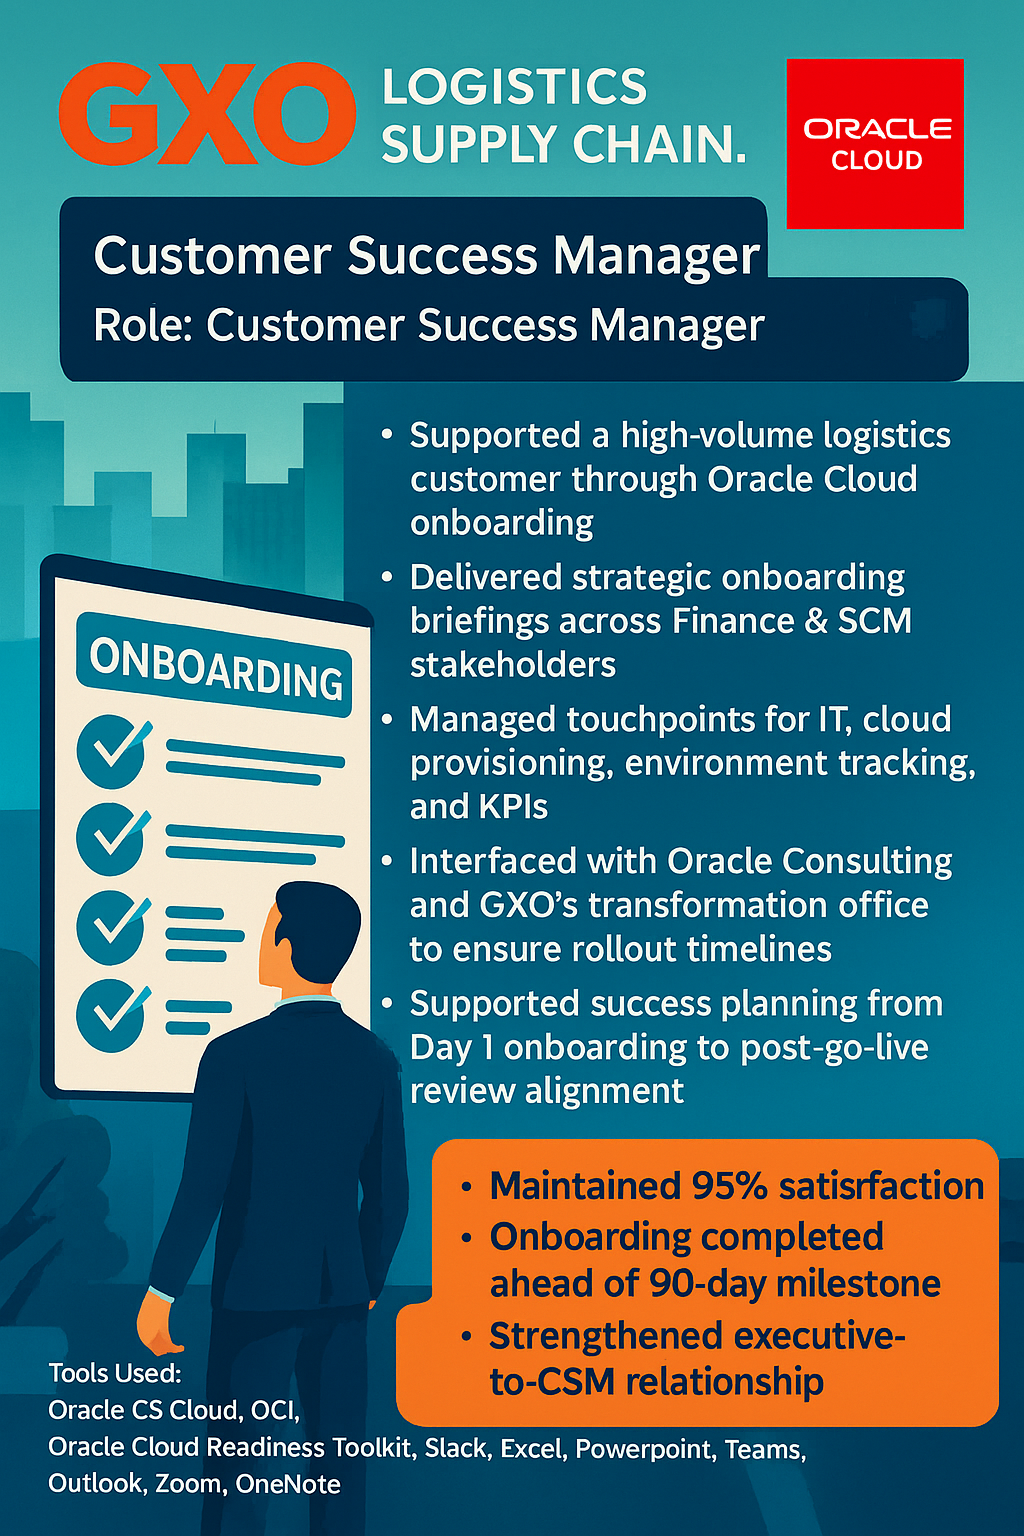 GXO LOGISTICS
SUPPLY CHAIN.
ORACLE
CLOUD
Customer Success Manager
Role: Customer Success Manager
• Supported a high-volume logistics
customer through Oracle Cloud
onboarding
• Delivered strategic onboarding
briefings across Finance & SCM
stakeholders
• Managed touchpoints for IT, cloud
provisioning, environment tracking,
and KPIs
• Interfaced with Oracle Consulting
and GXO’s transformation office
to ensure rollout timelines
• Supported success planning from
Day 1 onboarding to post-go-live
review alignment
ONBOARDING
• Maintained 95% satisrfaction
• Onboarding completed
ahead of 90-day milestone
• Strengthened executive-
to-CSM relationship
Tools Used:
Oracle CS Cloud, OCI,
Oracle Cloud Readiness Toolkit, Slack, Excel, Powerpoint, Teams,
Outlook, Zoom, OneNote